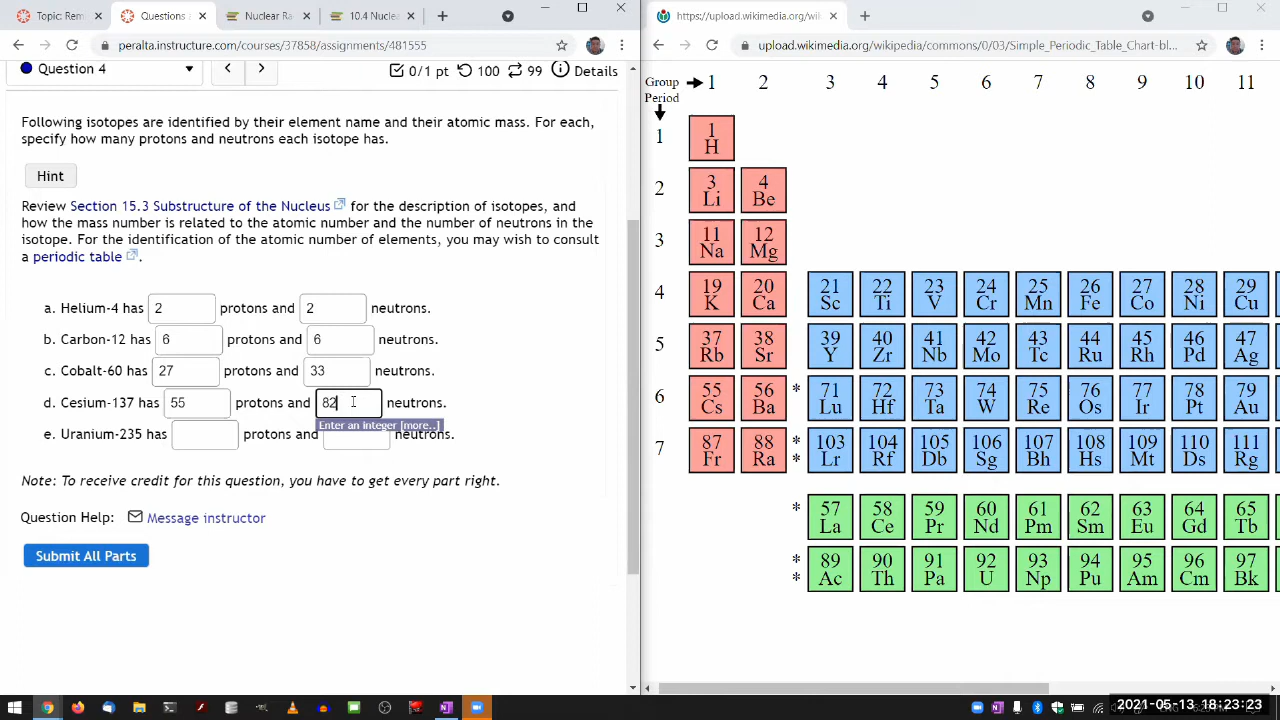 Topic: Rem
Questions a
Nuclear Ra
10.4 Nuclea
https://upload.wikimedia.org/wi
peralta.instructure.com/courses/37858/assignments/481555
upload.wikimedia.org/wikipedia/commons/0/03/Simple_Periodic_Table_Chart-bl...
Question 4
0/1 pt 100 99 Details
Following isotopes are identified by their element name and their atomic mass. For each,
specify how many protons and neutrons each isotope has.
Hint
Review Section 15.3 Substructure of the Nucleus for the description of isotopes, and
how the mass number is related to the atomic number and the number of neutrons in the
isotope. For the identification of the atomic number of elements, you may wish to consult
a periodic table .
a. Helium-4 has 2 protons and 2 neutrons.
b. Carbon-12 has 6 protons and 6 neutrons.
c. Cobalt-60 has 27 protons and 33 neutrons.
d. Cesium-137 has 55 protons and 82 neutrons.
Enter an integer [more..]
e. Uranium-235 has protons and neutrons.
Note: To receive credit for this question, you have to get every part right.
Question Help: Message instructor
Submit All Parts
Group 1 2 3 4 5 6 7 8 9 10 11
Period
1
1
H
2
3 4
Li Be
3
11 12
Na Mg
4
19 20 21 22 23 24 25 26 27 28 29
K Ca Sc Ti V Cr Mn Fe Co Ni Cu
5
37 38 39 40 41 42 43 44 45 46 47
Rb Sr Y Zr Nb Mo Tc Ru Rh Pd Ag
6
55 56 * 71 72 73 74 75 76 77 78 79
Cs Ba Lu Hf Ta W Re Os Ir Pt Au
7
87 88 * 103 104 105 106 107 108 109 110 111
Fr Ra * Lr Rf Db Sg Bh Hs Mt Ds Rg
* 57 58 59 60 61 62 63 64 65
La Ce Pr Nd Pm Sm Eu Gd Tb
* 89 90 91 92 93 94 95 96 97
* Ac Th Pa U Np Pu Am Cm Bk
2021-05-13 18:23:23